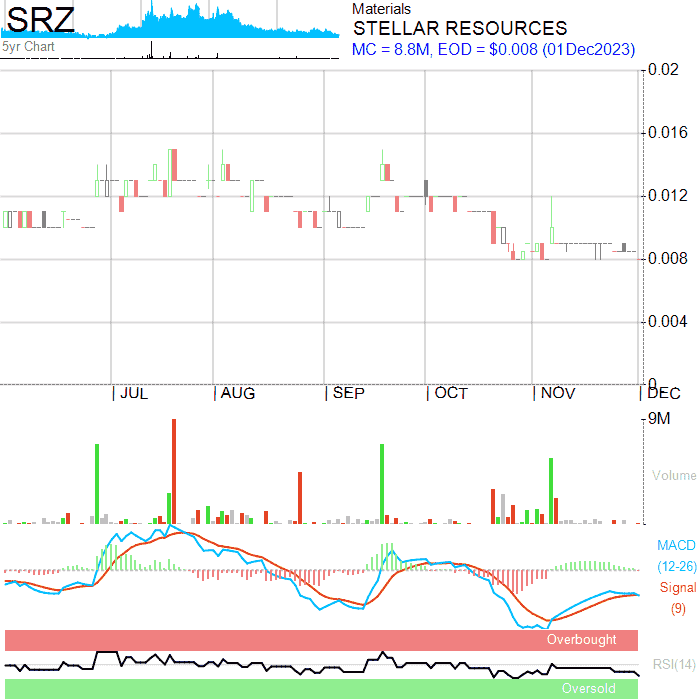 SRZ
5yr Chart
Materials
STELLAR RESOURCES
MC = 8.8M, EOD = $0.008 (01Dec2023)
0.02
0.016
0.012
0.008
0.004
0
JUL AUG SEP OCT NOV DEC
9M
Volume
MACD
(12-26)
Signal
(9)
Overbought
RSI(14)
Oversold